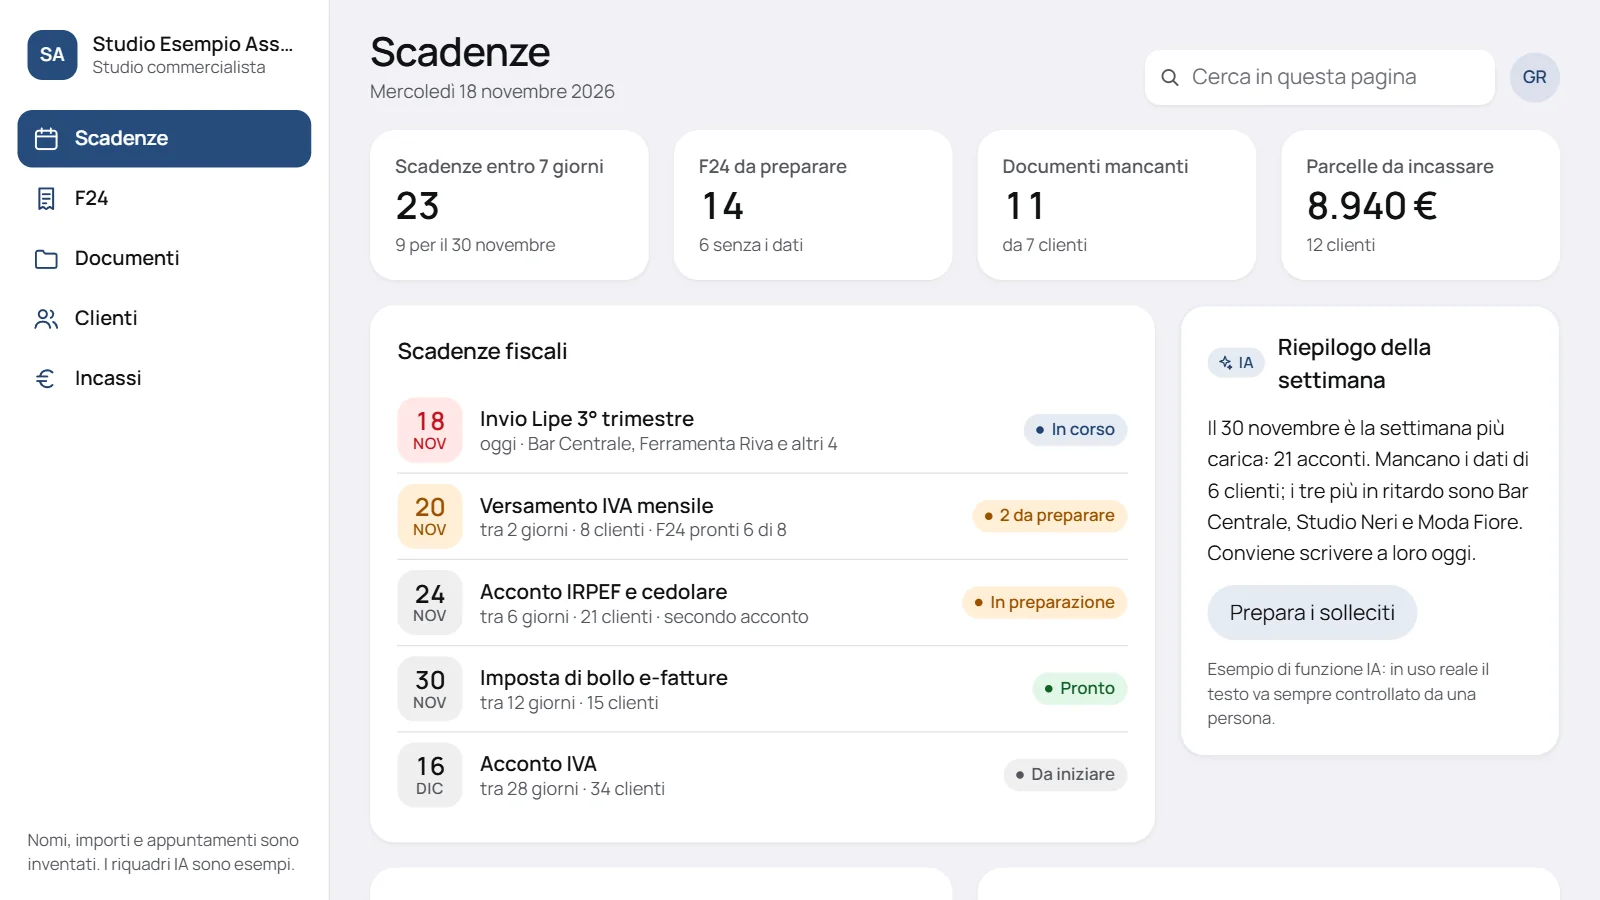 SA
Studio Esempio Ass...
Studio commercialista
Scadenze
F24
Documenti
Clienti
Incassi
Nomi, importi e appuntamenti sono
inventati. I riquadri IA sono esempi.
Scadenze
Mercoledì 18 novembre 2026
Cerca in questa pagina
GR
Scadenze entro 7 giorni
23
9 per il 30 novembre
F24 da preparare
14
6 senza i dati
Documenti mancanti
11
da 7 clienti
Parcelle da incassare
8.940 €
12 clienti
Scadenze fiscali
18
NOV
Invio Lipe 3° trimestre
oggi · Bar Centrale, Ferramenta Riva e altri 4
In corso
20
NOV
Versamento IVA mensile
tra 2 giorni · 8 clienti · F24 pronti 6 di 8
2 da preparare
24
NOV
Acconto IRPEF e cedolare
tra 6 giorni · 21 clienti · secondo acconto
In preparazione
30
NOV
Imposta di bollo e-fatture
tra 12 giorni · 15 clienti
Pronto
16
DIC
Acconto IVA
tra 28 giorni · 34 clienti
Da iniziare
IA
Riepilogo della
settimana
Il 30 novembre è la settimana più
carica: 21 acconti. Mancano i dati di
6 clienti; i tre più in ritardo sono Bar
Centrale, Studio Neri e Moda Fiore.
Conviene scrivere a loro oggi.
Prepara i solleciti
Esempio di funzione IA: in uso reale il
testo va sempre controllato da una
persona.